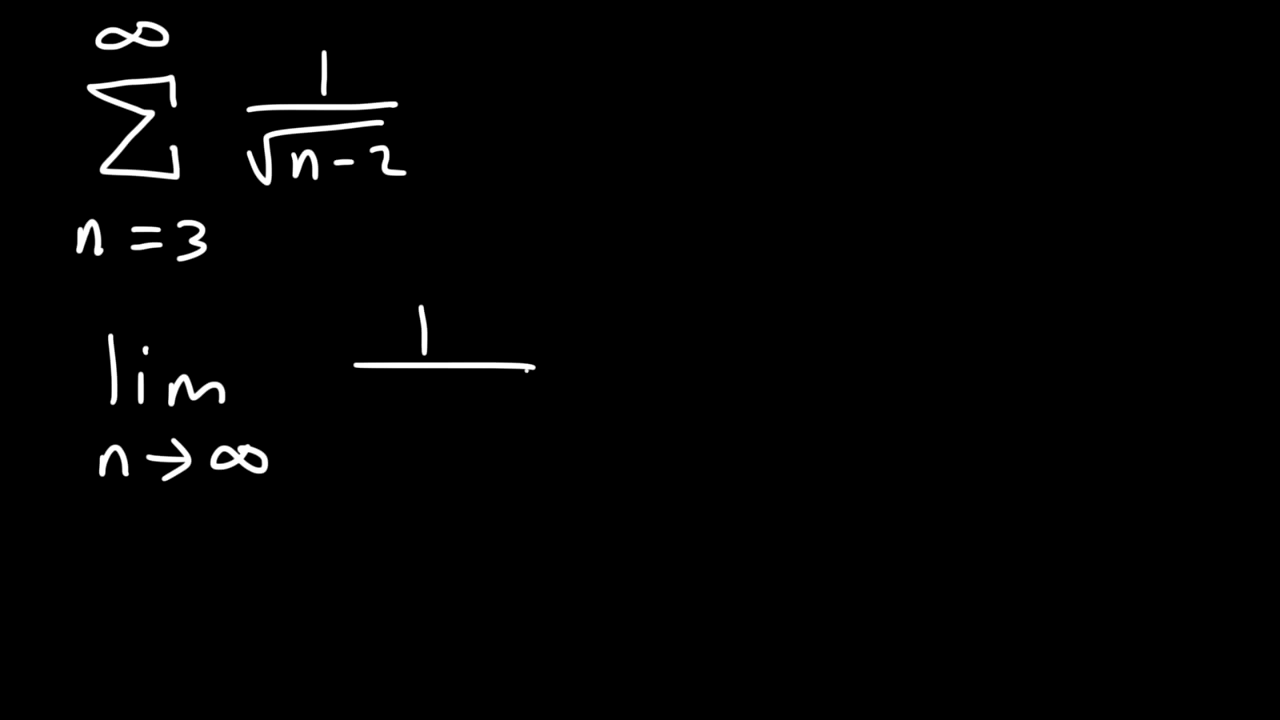 ∞
∑ 1/√(n-2)
n = 3
lim 1/
n → ∞